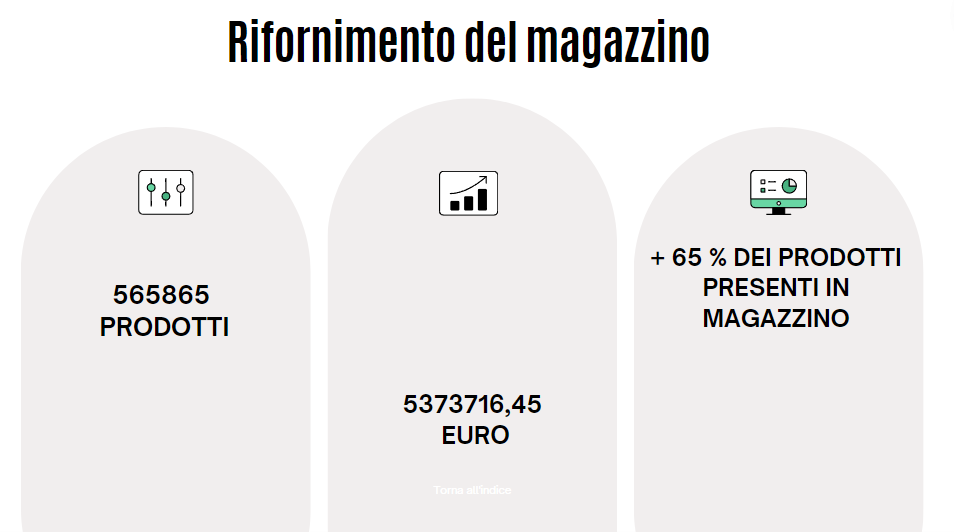 Rifornimento del magazzino
565865
PRODOTTI
5373716,45
EURO
+ 65 % DEI PRODOTTI
PRESENTI IN
MAGAZZINO
Torna all'indice